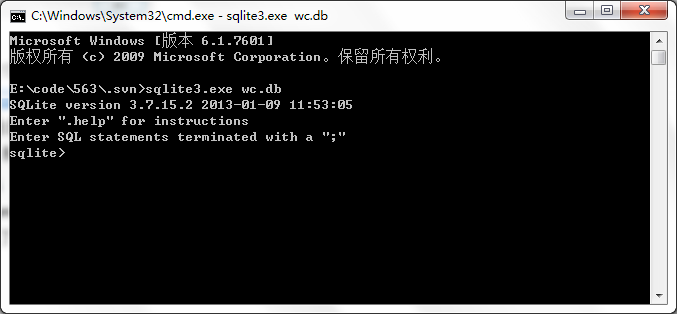 C:\Windows\System32\cmd.exe - sqlite3.exe  wc.db
Microsoft Windows [版本 6.1.7601]
版权所有 (c) 2009 Microsoft Corporation。保留所有权利。
E:\code\563\.svn>sqlite3.exe wc.db
SQLite version 3.7.15.2 2013-01-09 11:53:05
Enter ".help" for instructions
Enter SQL statements terminated with a ";"
sqlite>